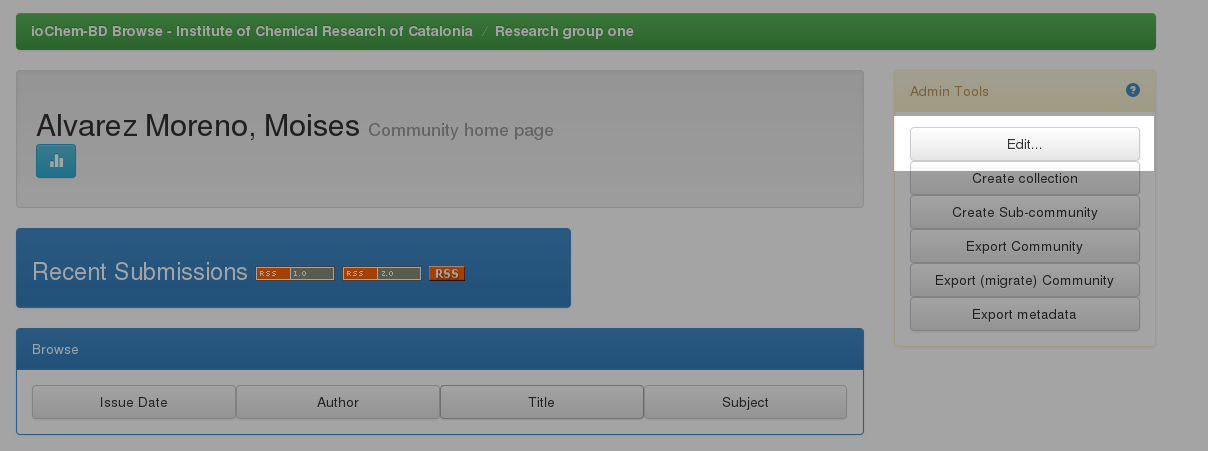 ioChem-BD Browse - Institute of Chemical Research of Catalonia / Research group one
Alvarez Moreno, Moises Community home page
Admin Tools ?
Edit...
Create collection
Create Sub-community
Export Community
Export (migrate) Community
Export metadata
Recent Submissions RSS 1.0 RSS 2.0 RSS
Browse
Issue Date Author Title Subject